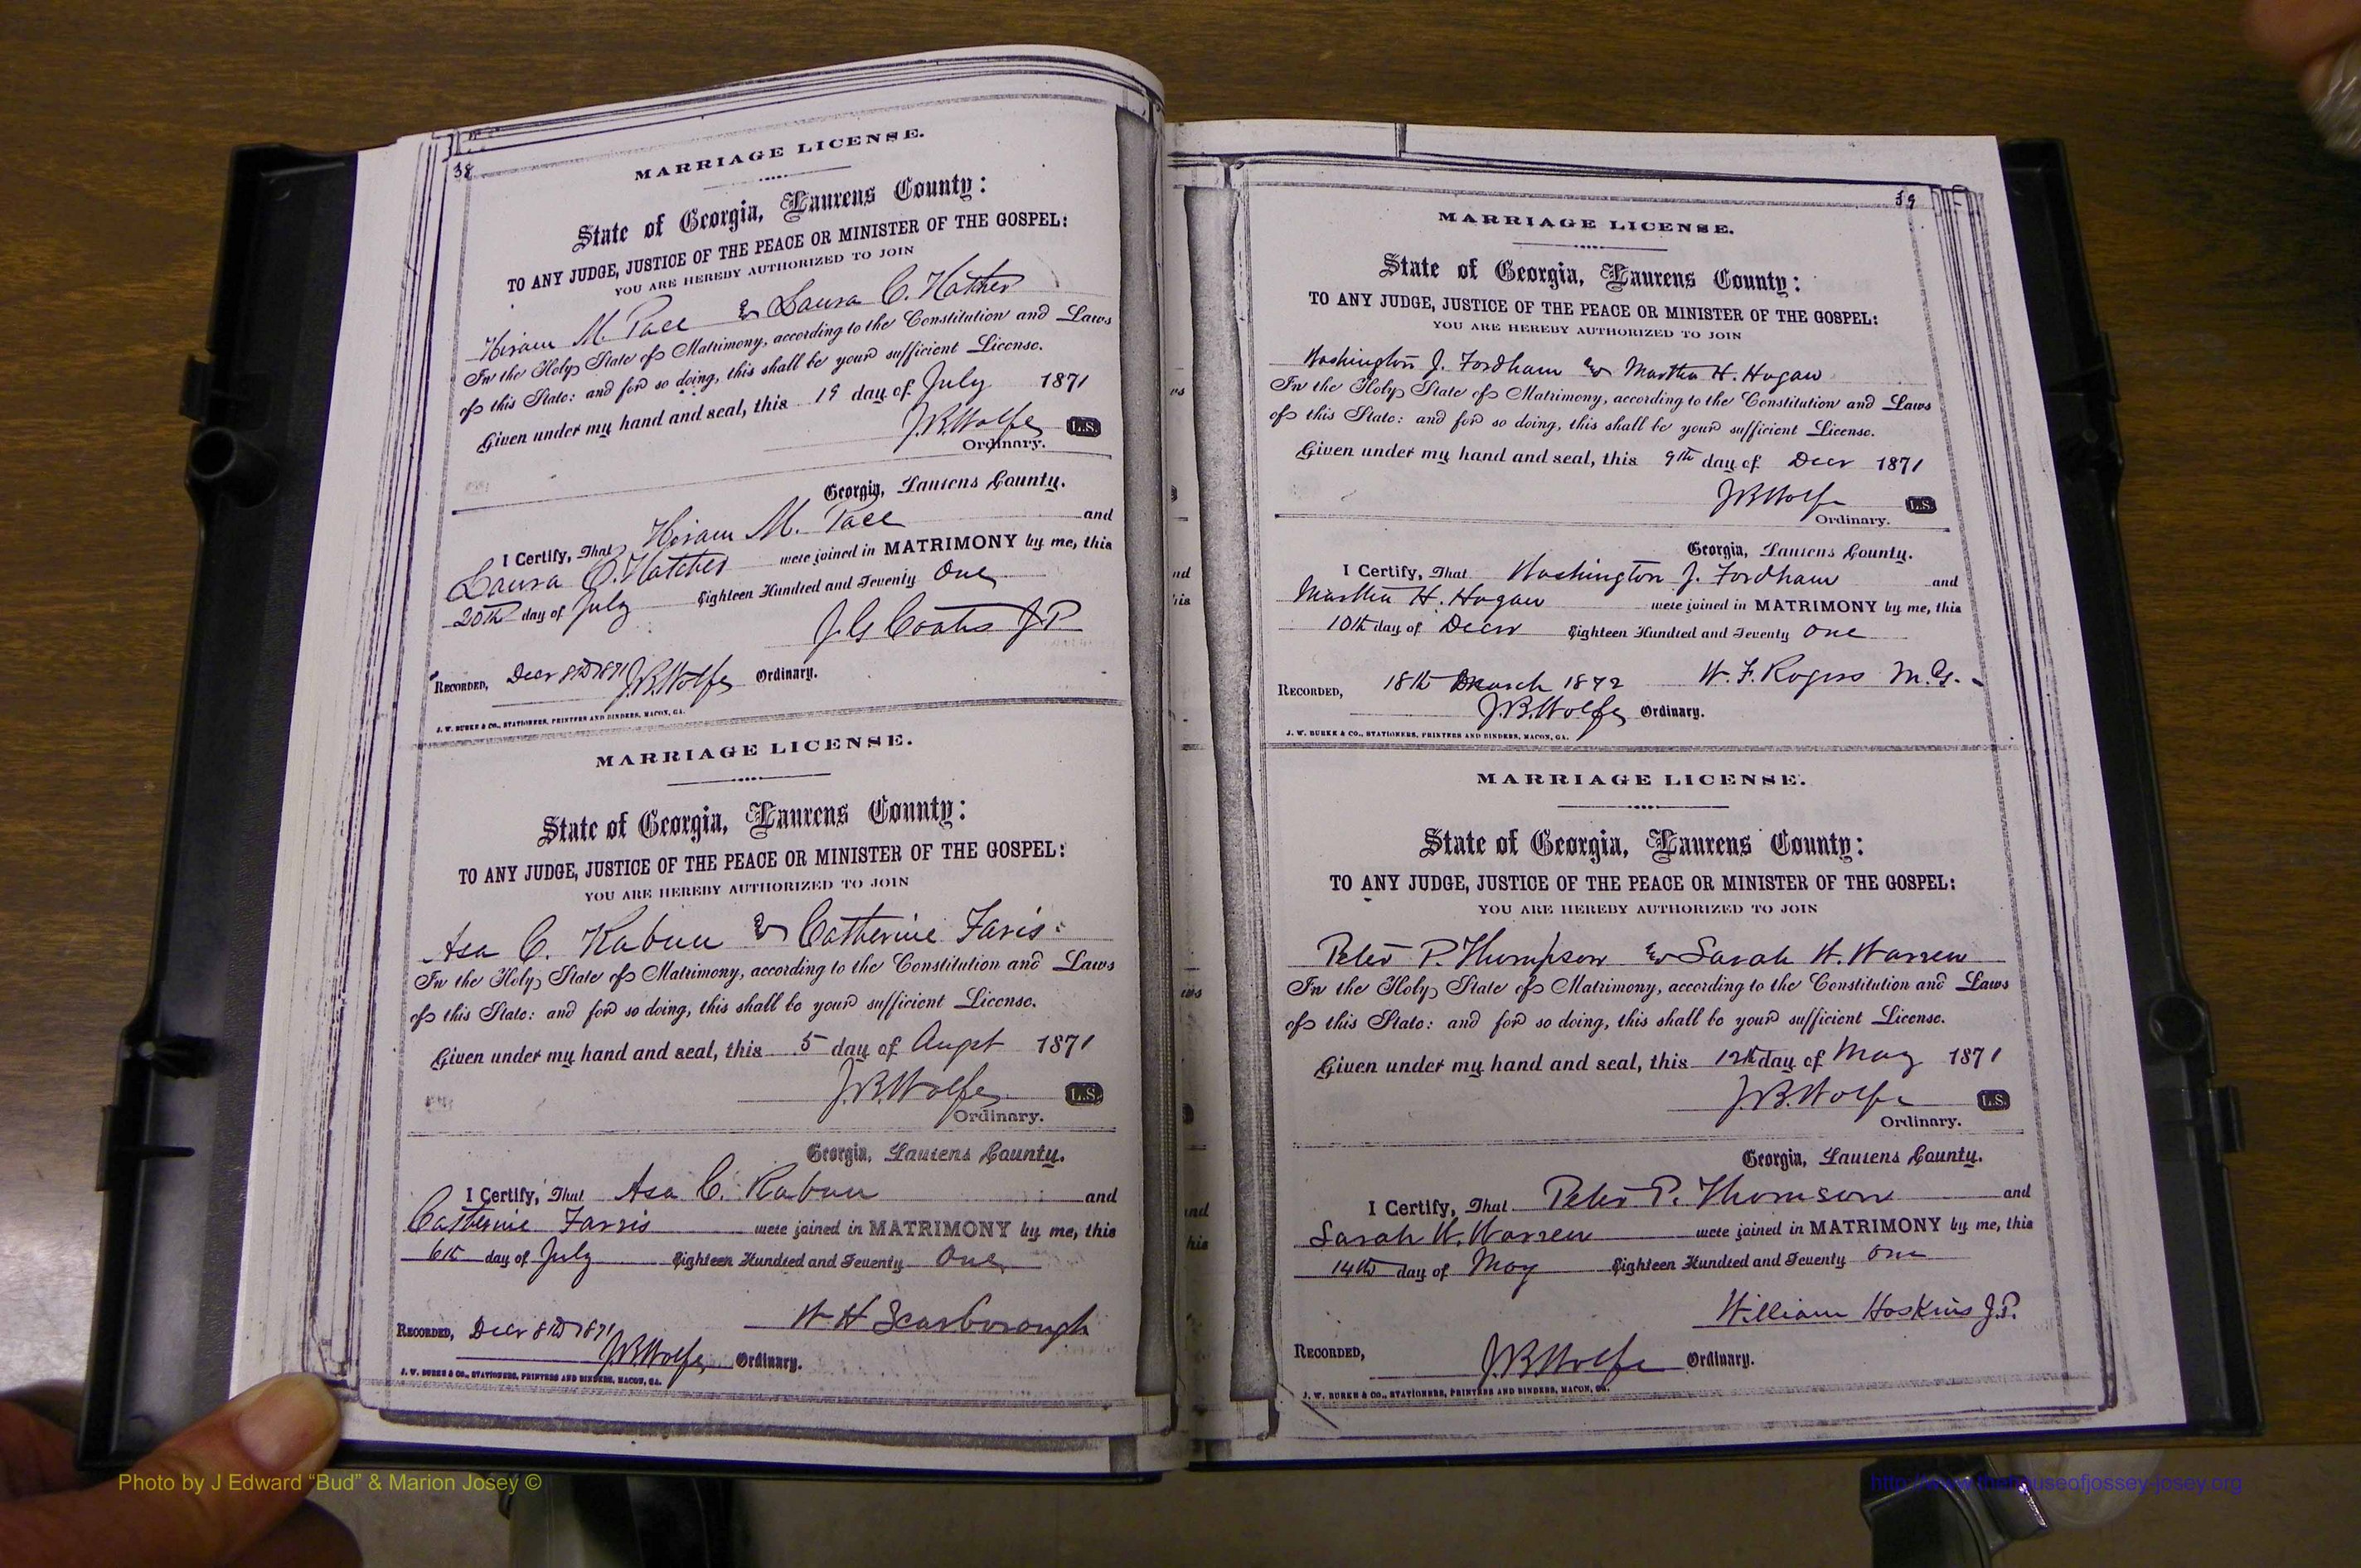 38
MARRIAGE LICENSE.
State of Georgia, Laurens County:
TO ANY JUDGE, JUSTICE OF THE PEACE OR MINISTER OF THE GOSPEL:
YOU ARE HEREBY AUTHORIZED TO JOIN
Hiram M. Pace & Laura C. Hatcher
In the Holy State of Matrimony, according to the Constitution and Laws
of this State: and for so doing, this shall be your sufficient License.
Given under my hand and seal, this 19 day of July 1871
J.B. Wolfe L.S.
Ordinary.
Georgia, Laurens County.
I Certify, That Hiram M. Pace and
Laura C. Hatcher were joined in MATRIMONY by me, this
20th day of July Eighteen Hundred and Seventy One
J. G. Coats J P
RECORDED, Decr 8th 1871 J.B. Wolfe Ordinary.
J. W. BURKE & CO., STATIONERS, PRINTERS AND BINDERS, MACON, GA.
MARRIAGE LICENSE.
State of Georgia, Laurens County:
TO ANY JUDGE, JUSTICE OF THE PEACE OR MINISTER OF THE GOSPEL:
YOU ARE HEREBY AUTHORIZED TO JOIN
Asa C. Rabun & Catherine Faris
In the Holy State of Matrimony, according to the Constitution and Laws
of this State: and for so doing, this shall be your sufficient License.
Given under my hand and seal, this 5 day of Augst 1871
J.B. Wolfe L.S.
Ordinary.
Georgia, Laurens County.
I Certify, That Asa C. Rabun and
Catherine Farris were joined in MATRIMONY by me, this
6th day of July Eighteen Hundred and Seventy One
W H Scarborough
RECORDED, Decr 8th 1871 J.B. Wolfe Ordinary.
J. W. BURKE & CO., STATIONERS, PRINTERS AND BINDERS, MACON, GA.
39
MARRIAGE LICENSE.
State of Georgia, Laurens County:
TO ANY JUDGE, JUSTICE OF THE PEACE OR MINISTER OF THE GOSPEL:
YOU ARE HEREBY AUTHORIZED TO JOIN
Washington J. Fordham & Martha H. Hogan
In the Holy State of Matrimony, according to the Constitution and Laws
of this State: and for so doing, this shall be your sufficient License.
Given under my hand and seal, this 9th day of Decr 1871
J.B. Wolfe L.S.
Ordinary.
Georgia, Laurens County.
I Certify, That Washington J. Fordham and
Martha H. Hogan were joined in MATRIMONY by me, this
10th day of Decr Eighteen Hundred and Seventy One
W. F. Rogers M. G.
RECORDED, 18th March 1872
J.B. Wolfe Ordinary.
J. W. BURKE & CO., STATIONERS, PRINTERS AND BINDERS, MACON, GA.
MARRIAGE LICENSE.
State of Georgia, Laurens County:
TO ANY JUDGE, JUSTICE OF THE PEACE OR MINISTER OF THE GOSPEL:
YOU ARE HEREBY AUTHORIZED TO JOIN
Peter P. Thompson & Sarah W. Warren
In the Holy State of Matrimony, according to the Constitution and Laws
of this State: and for so doing, this shall be your sufficient License.
Given under my hand and seal, this 12th day of May 1871
J.B. Wolfe L.S.
Ordinary.
Georgia, Laurens County.
I Certify, That Peter P. Thomson and
Sarah W. Warren were joined in MATRIMONY by me, this
14th day of May Eighteen Hundred and Seventy One
William Hoskins J.P.
RECORDED, J.B. Wolfe Ordinary.
J. W. BURKE & CO., STATIONERS, PRINTERS AND BINDERS, MACON, GA.
Photo by J Edward “Bud” & Marion Josey ©
http://www.thehouseofjossey-josey.org